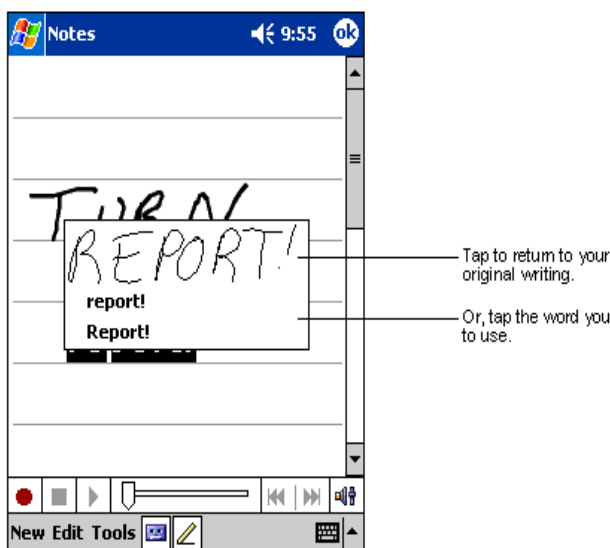 Notes 9:55 ok
TURN
REPORT!
report!
Report!
Tap to return to your
original writing.
Or, tap the word you
to use.
New Edit Tools